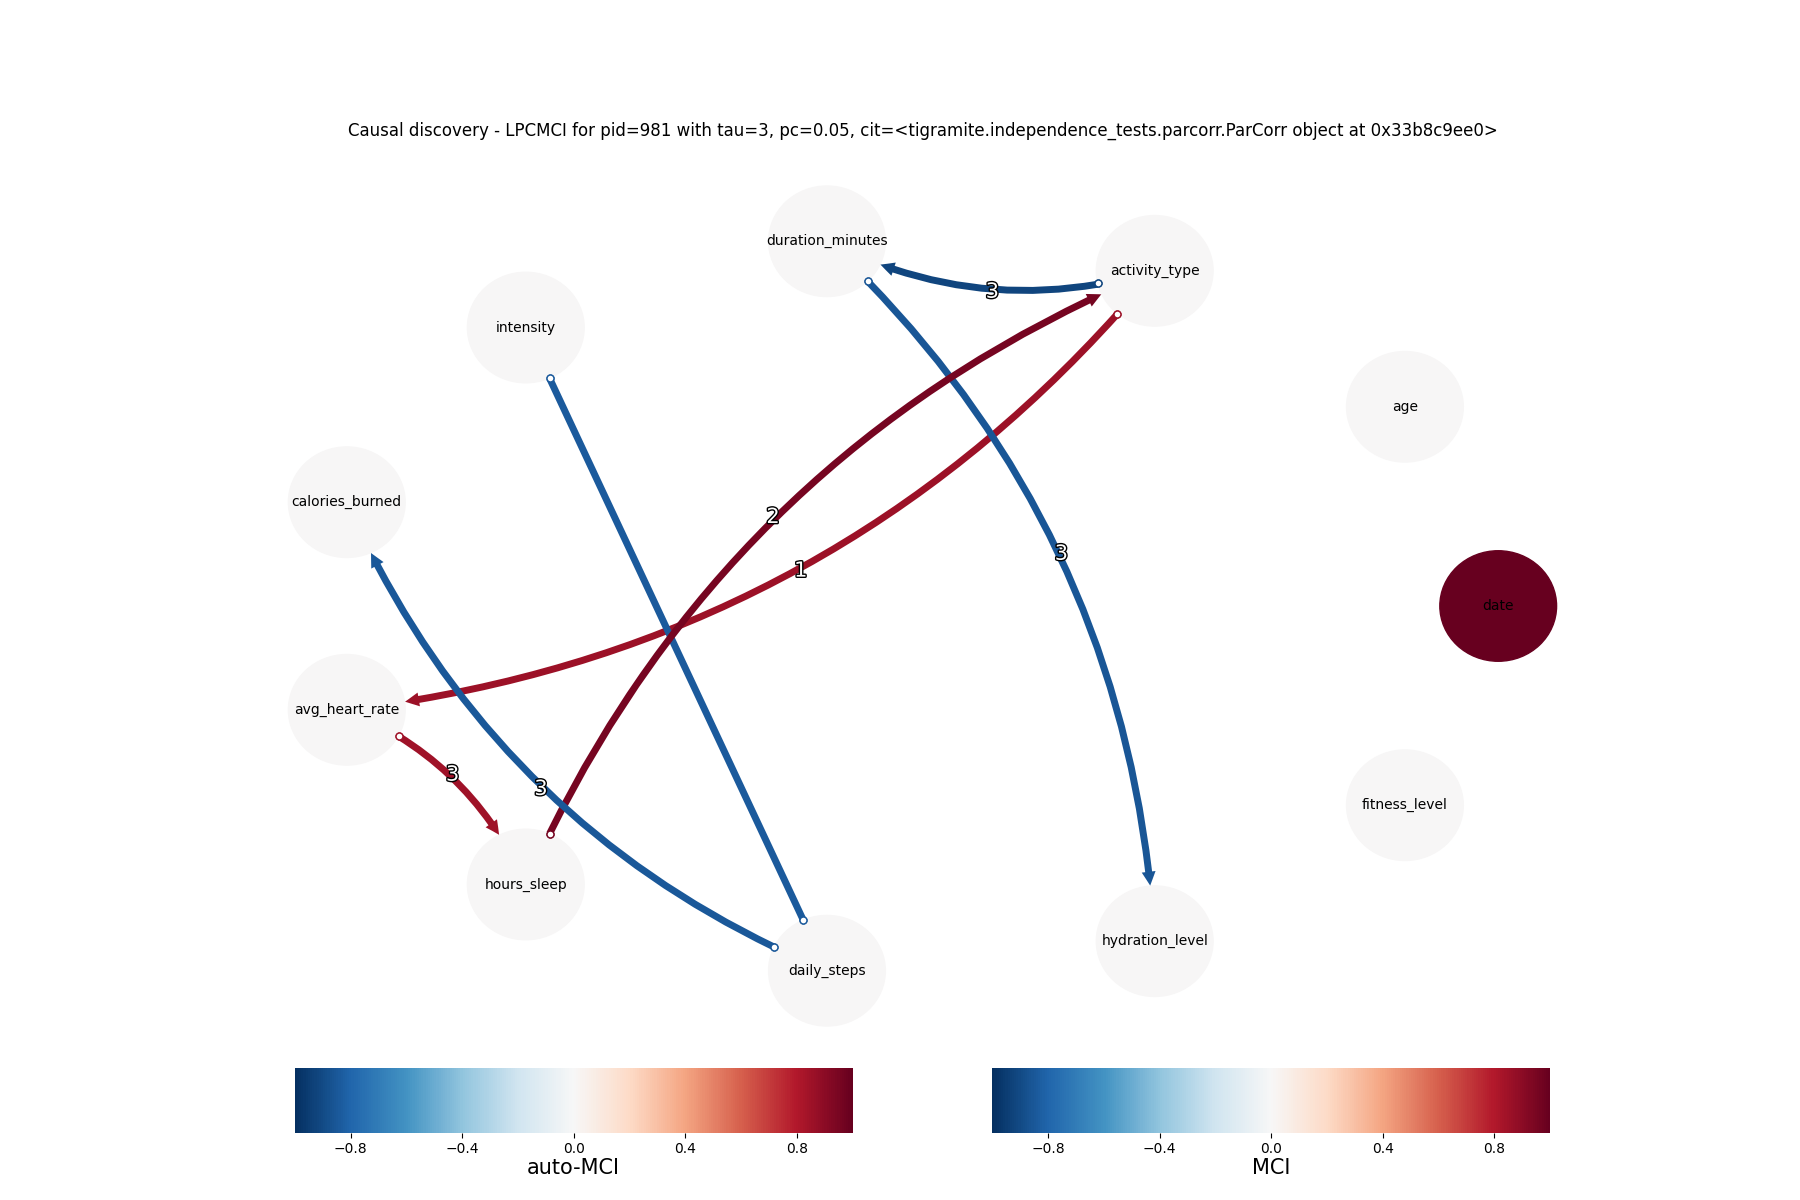 Causal discovery - LPCMCI for pid=981 with tau=3, pc=0.05, cit=<tigramite.independence_tests.parcorr.ParCorr object at 0x33b8c9ee0>
duration_minutes
activity_type
3
intensity
age
calories_burned
2
3
1
date
avg_heart_rate
3
3
fitness_level
hours_sleep
hydration_level
daily_steps
−0.8 −0.4 0.0 0.4 0.8
auto-MCI
−0.8 −0.4 0.0 0.4 0.8
MCI